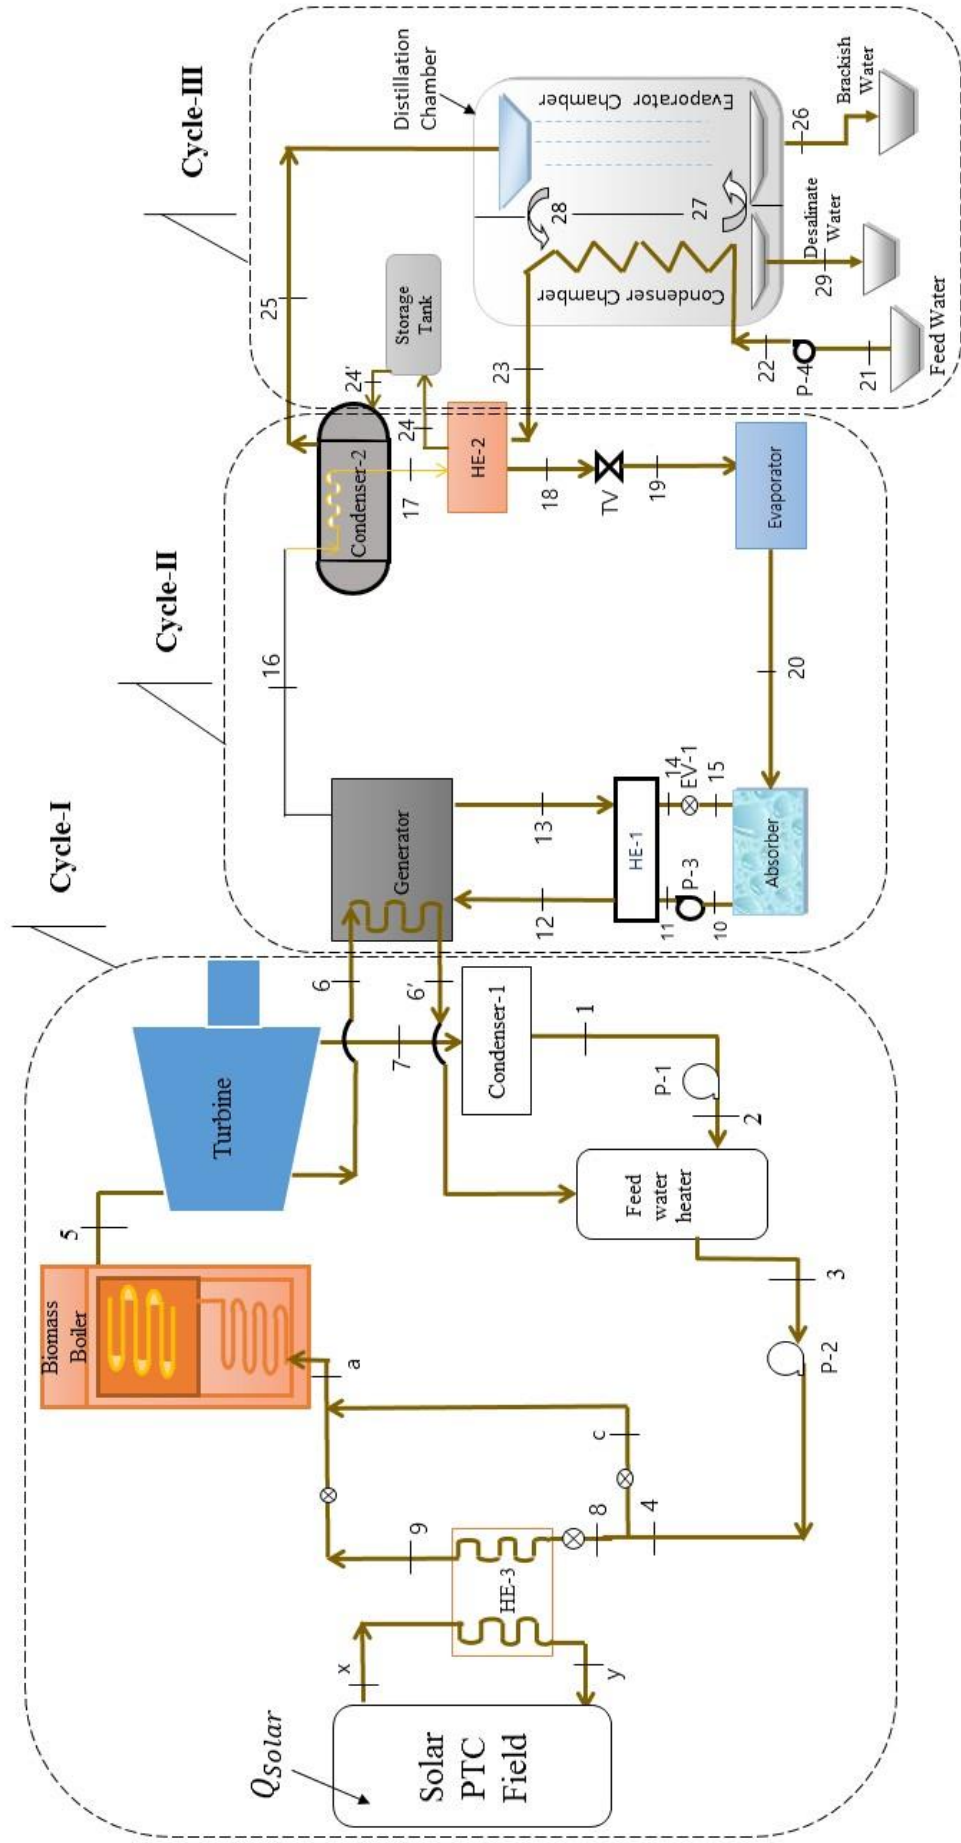 Cycle-I
Cycle-II
Cycle-III
Q_Solar
Solar
PTC
Field
x
y
HE-3
9
8
4
c
a
Biomass
Boiler
5
Turbine
6
6'
7
Condenser-1
1
P-1
2
Feed
water
heater
3
P-2
Generator
16
13
12
HE-1
11
P-3
10
14
EV-1
15
Absorber
20
Condenser-2
17
24
24'
HE-2
18
TV
19
Evaporator
25
Storage
Tank
23
Distillation
Chamber
Evaporator Chamber
Condenser Chamber
28
27
22
P-4
21
Feed Water
29
Desalinate
Water
26
Brackish
Water